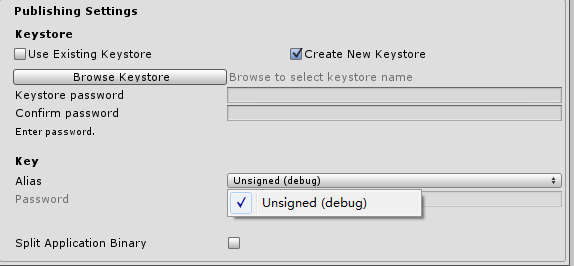 Publishing Settings
Keystore
Use Existing Keystore
Create New Keystore
Browse Keystore
Browse to select keystore name
Keystore password
Confirm password
Enter password.
Key
Alias
Unsigned (debug)
Password
Unsigned (debug)
Split Application Binary